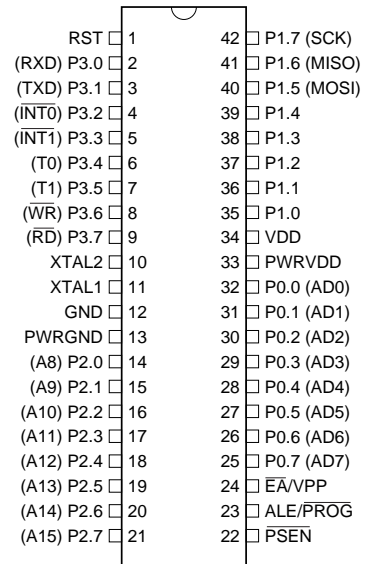 RST 1 42 P1.7 (SCK)
(RXD) P3.0 2 41 P1.6 (MISO)
(TXD) P3.1 3 40 P1.5 (MOSI)
(I̅N̅T̅0̅) P3.2 4 39 P1.4
(I̅N̅T̅1̅) P3.3 5 38 P1.3
(T0) P3.4 6 37 P1.2
(T1) P3.5 7 36 P1.1
(W̅R̅) P3.6 8 35 P1.0
(R̅D̅) P3.7 9 34 VDD
XTAL2 10 33 PWRVDD
XTAL1 11 32 P0.0 (AD0)
GND 12 31 P0.1 (AD1)
PWRGND 13 30 P0.2 (AD2)
(A8) P2.0 14 29 P0.3 (AD3)
(A9) P2.1 15 28 P0.4 (AD4)
(A10) P2.2 16 27 P0.5 (AD5)
(A11) P2.3 17 26 P0.6 (AD6)
(A12) P2.4 18 25 P0.7 (AD7)
(A13) P2.5 19 24 E̅A̅/VPP
(A14) P2.6 20 23 ALE/P̅R̅O̅G̅
(A15) P2.7 21 22 P̅S̅E̅N̅